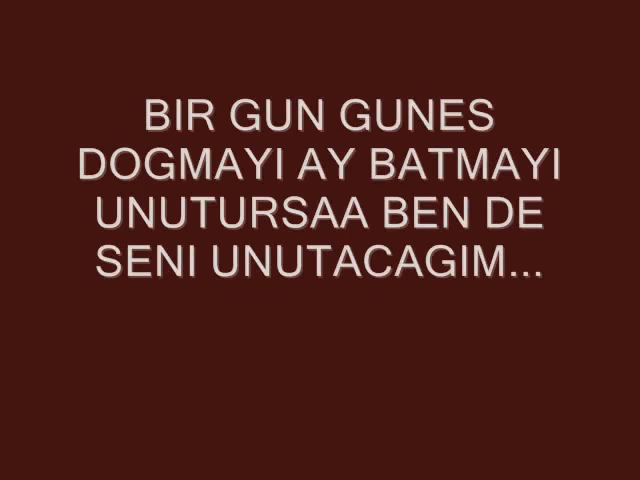 BIR GUN GUNES
DOGMAYI AY BATMAYI
UNUTURSAA BEN DE
SENI UNUTACAGIM...